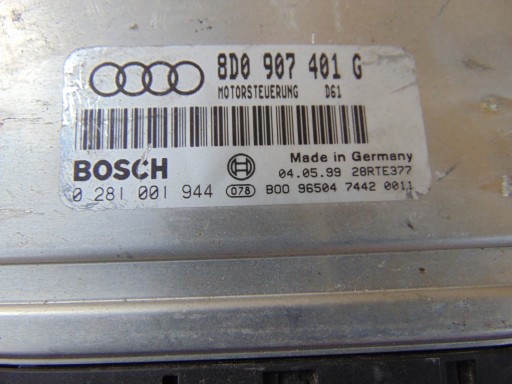 8D0 907 401 G
MOTORSTEUERUNG D61
BOSCH
Made in Germany
04.05.99 28RTE377
0 281 001 944 078 B00 96504 7442 0011